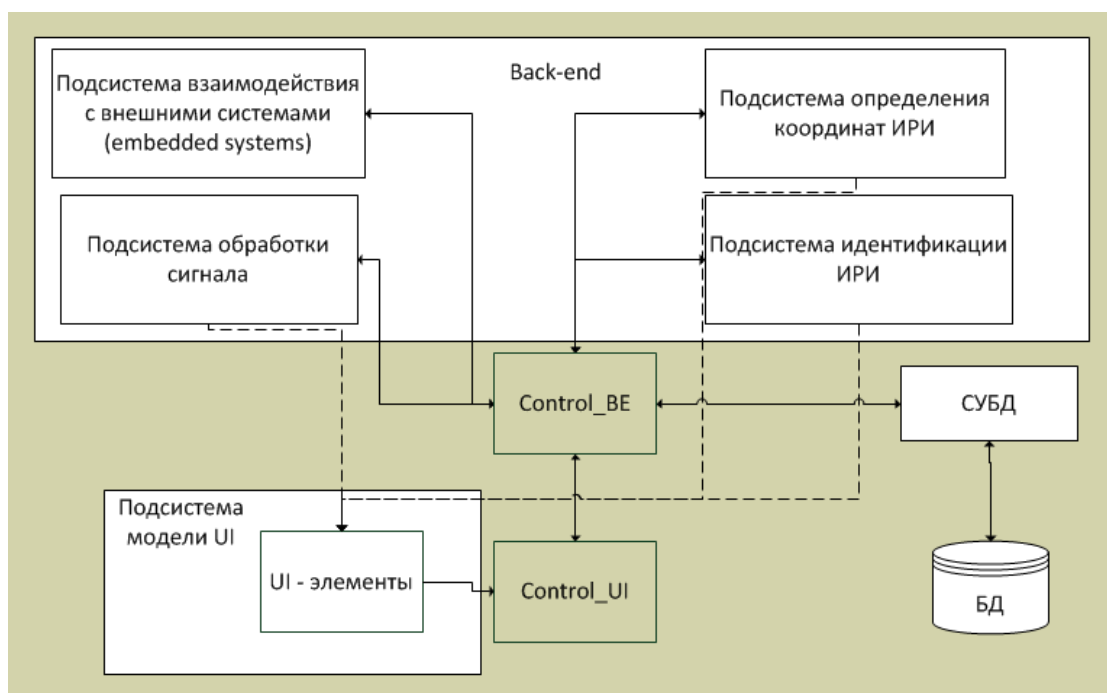 Back-end
Подсистема взаимодействия
с внешними системами
(embedded systems)
Подсистема определения
координат ИРИ
Подсистема обработки
сигнала
Подсистема идентификации
ИРИ
Control_BE
СУБД
Подсистема
модели UI
UI - элементы
Control_UI
БД